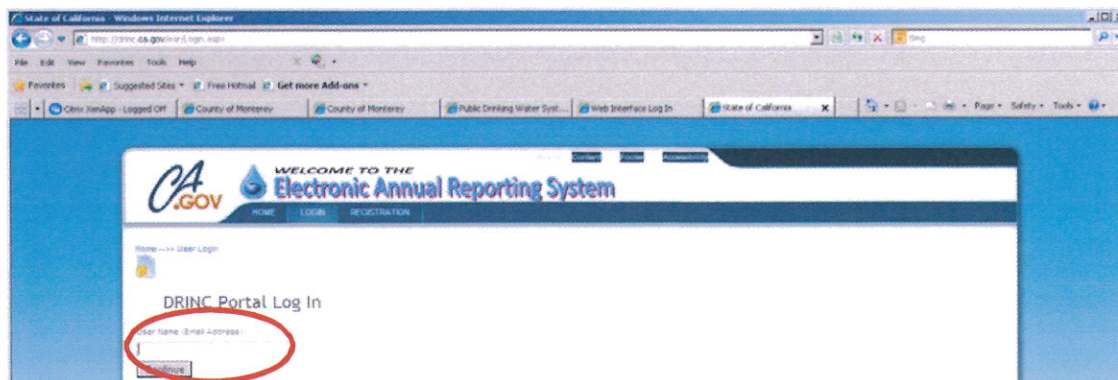 State of California - Windows Internet Explorer
http://drinc.ca.gov/ear/Login.aspx
Bing
File Edit View Favorites Tools Help
Favorites Suggested Sites Free Hotmail Get more Add-ons
Citrix XenApp - Logged Off County of Monterey County of Monterey Public Drinking Water Syst... Web Interface Log In State of California Page Safety Tools
Content Footer Accessibility
CA.GOV
WELCOME TO THE
Electronic Annual Reporting System
HOME LOGIN REGISTRATION
Home -->> User Login
DRINC Portal Log In
User Name (Email Address)
Continue